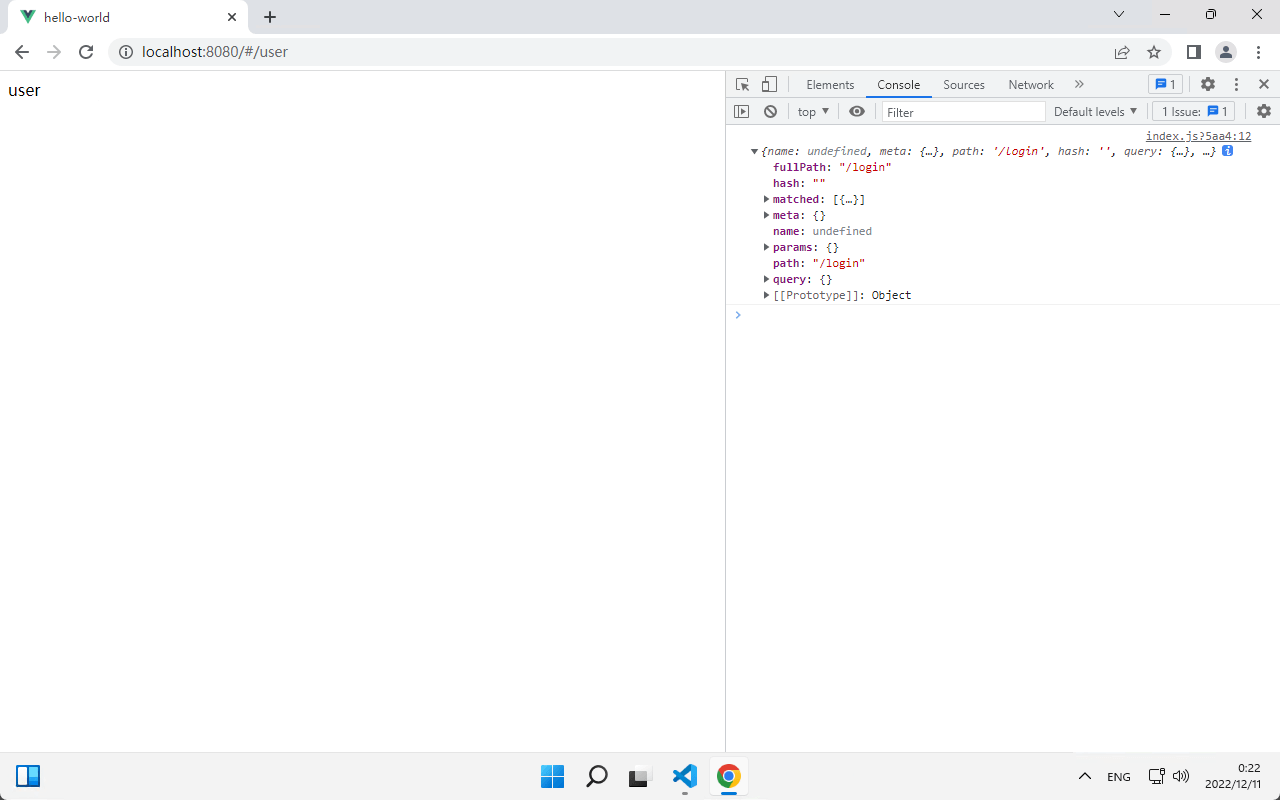 hello-world
localhost:8080/#/user
user
Elements Console Sources Network 1
top Filter Default levels 1 Issue: 1
index.js?5aa4:12
{name: undefined, meta: {…}, path: '/login', hash: '', query: {…}, …}
fullPath: "/login"
hash: ""
matched: [{…}]
meta: {}
name: undefined
params: {}
path: "/login"
query: {}
[[Prototype]]: Object
ENG
0:22
2022/12/11